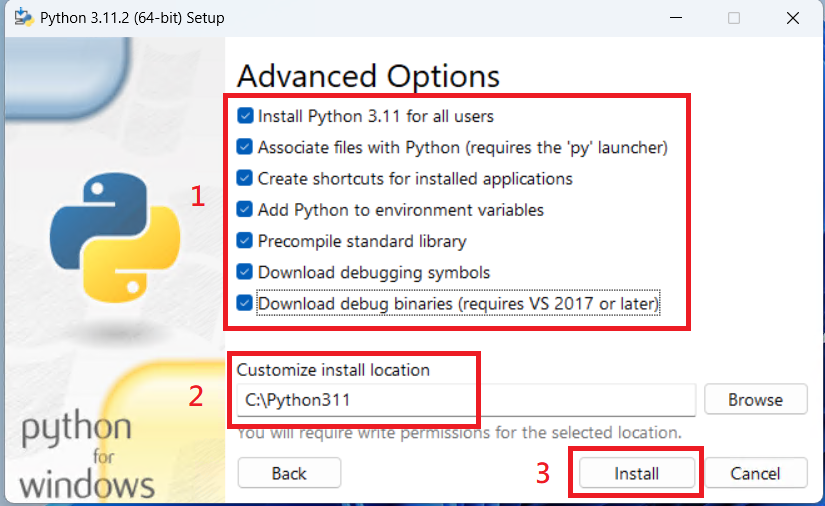 Python 3.11.2 (64-bit) Setup
Advanced Options
1
Install Python 3.11 for all users
Associate files with Python (requires the 'py' launcher)
Create shortcuts for installed applications
Add Python to environment variables
Precompile standard library
Download debugging symbols
Download debug binaries (requires VS 2017 or later)
2
Customize install location
C:\Python311
Browse
You will require write permissions for the selected location.
python
for
windows
Back
3
Install
Cancel